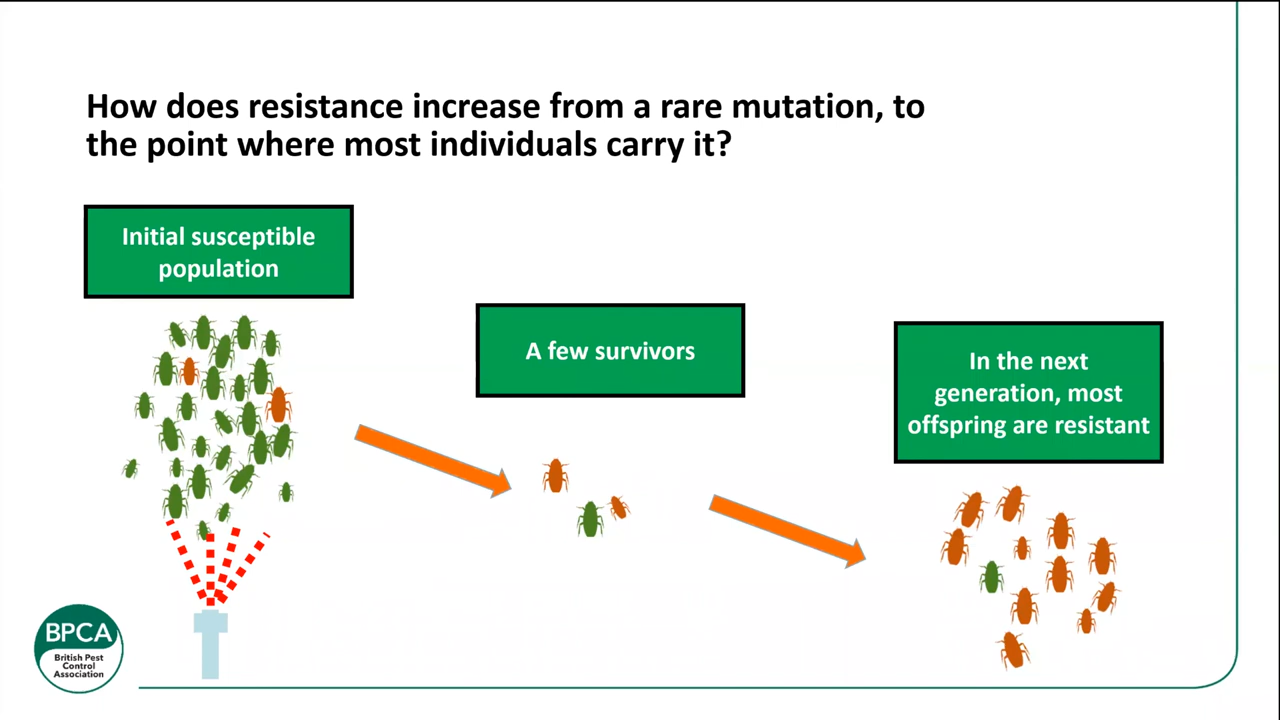 How does resistance increase from a rare mutation, to
the point where most individuals carry it?
Initial susceptible
population
A few survivors
In the next
generation, most
offspring are resistant
BPCA
British Pest
Control
Association